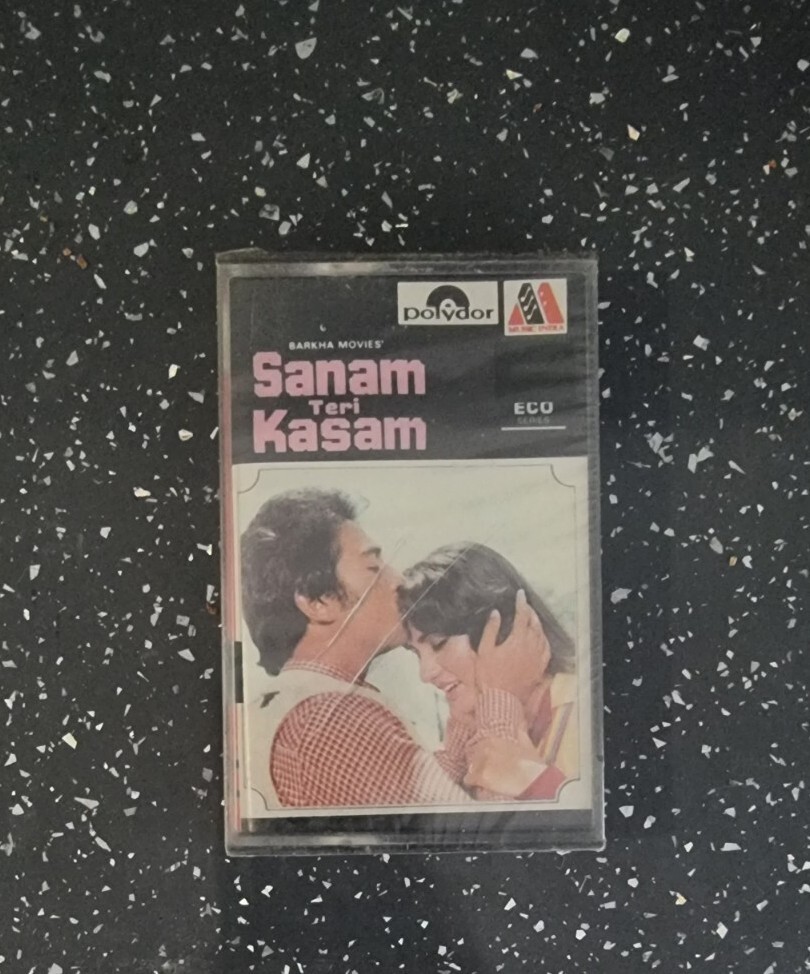 polydor
MUSIC INDIA
BARKHA MOVIES'
Sanam
Teri
Kasam
ECO
SERIES